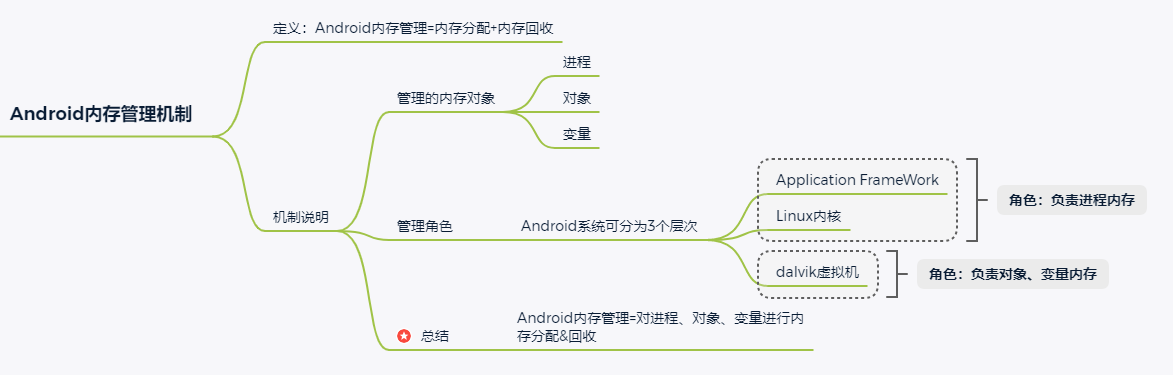 Android内存管理机制
定义：Android内存管理=内存分配+内存回收
机制说明
管理的内存对象
进程
对象
变量
管理角色
Android系统可分为3个层次
Application FrameWork
Linux内核
角色：负责进程内存
dalvik虚拟机
角色：负责对象、变量内存
总结
Android内存管理=对进程、对象、变量进行内
存分配&回收